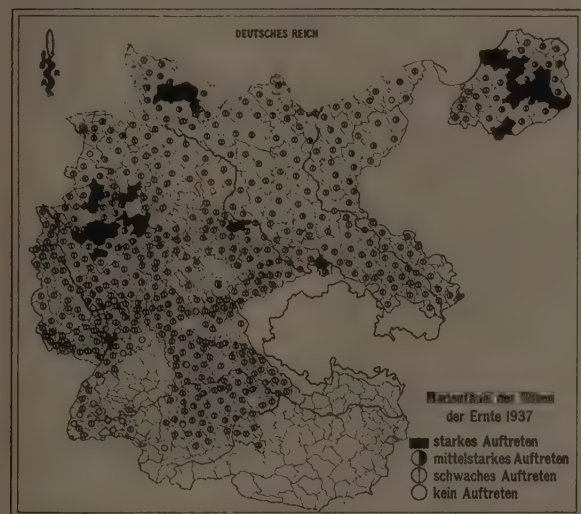 DEUTSCHES REICH
der Ernte 1937
starkes Auftreten
mittelstarkes Auftreten
schwaches Auftreten
kein Auftreten